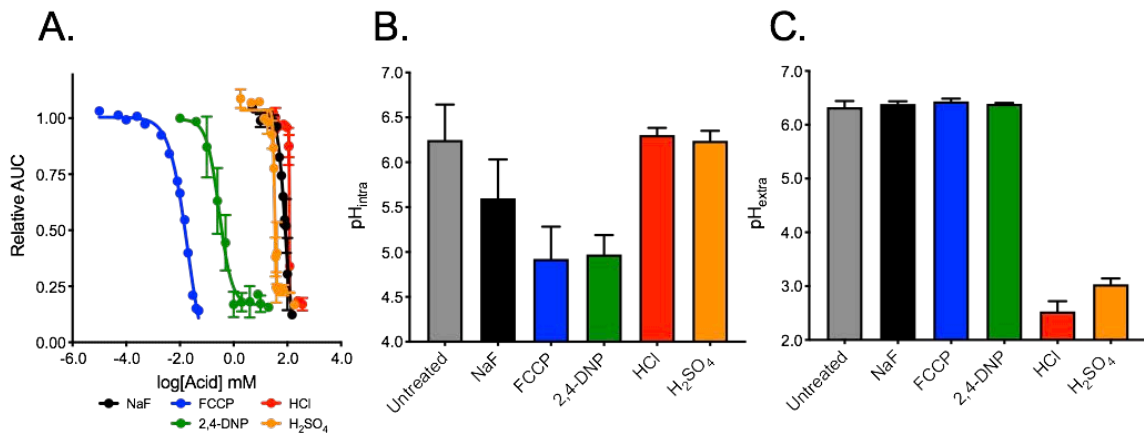 A.
B.
C.
Relative AUC
1.00
0.75
0.50
0.25
0.00
-6.0 -4.0 -2.0 0.0 2.0 4.0
log[Acid] mM
NaF FCCP HCl
2,4-DNP H₂SO₄
pHintra
7.0
6.5
6.0
5.5
5.0
4.5
4.0
Untreated NaF FCCP 2,4-DNP HCl H₂SO₄
pHextra
7.0
6.0
5.0
4.0
3.0
2.0
Untreated NaF FCCP 2,4-DNP HCl H₂SO₄